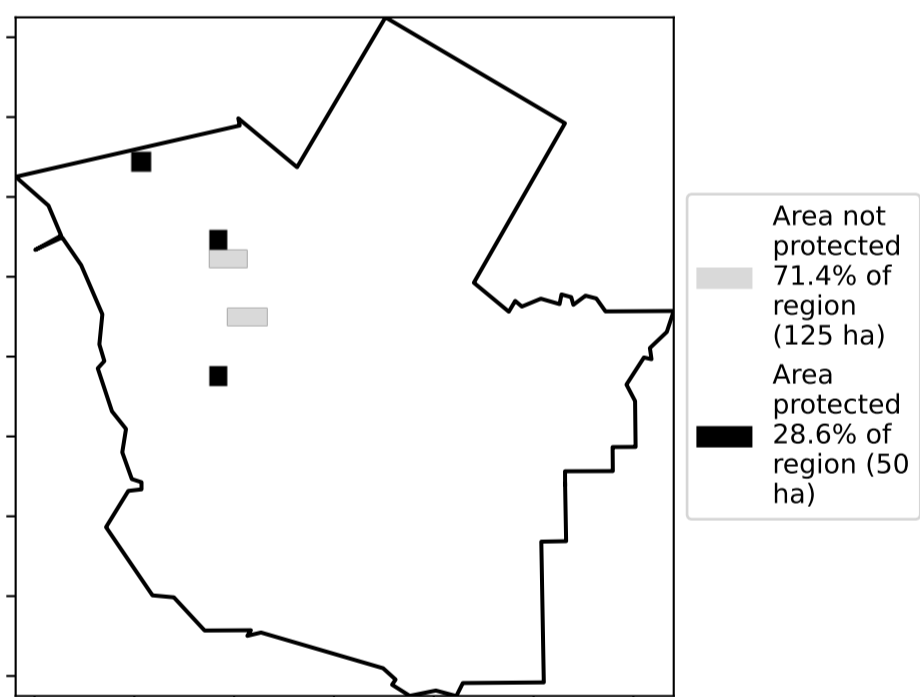 Area not
protected
71.4% of
region
(125 ha)
Area
protected
28.6% of
region (50
ha)